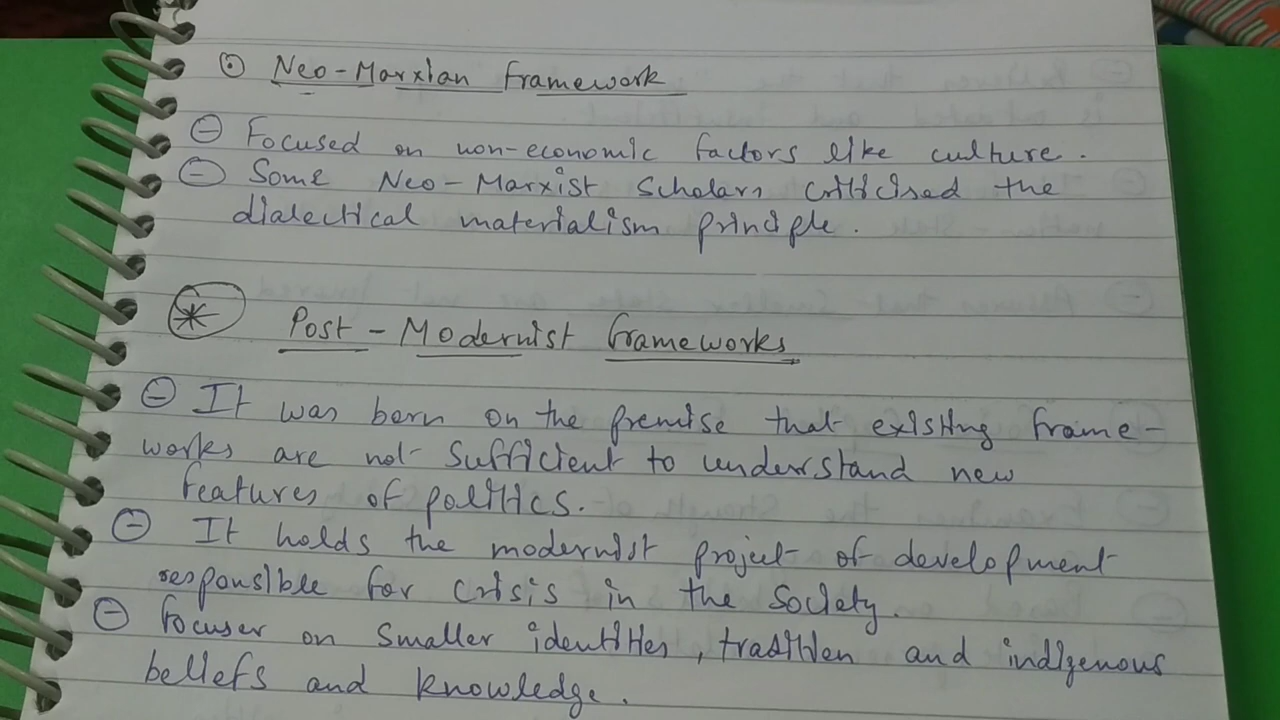 ⊙ Neo-Marxian Framework
⊖ Focused on non-economic factors like culture.
⊖ Some Neo-Marxist Scholars criticised the
dialectical materialism principle.
* Post-Modernist Frameworks
⊖ It was born on the premise that existing frame-
works are not sufficient to understand new
features of politics.
⊖ It holds the modernist project of development
responsible for crisis in the society.
⊖ Focuses on smaller identities, tradition and indigenous
beliefs and knowledge.